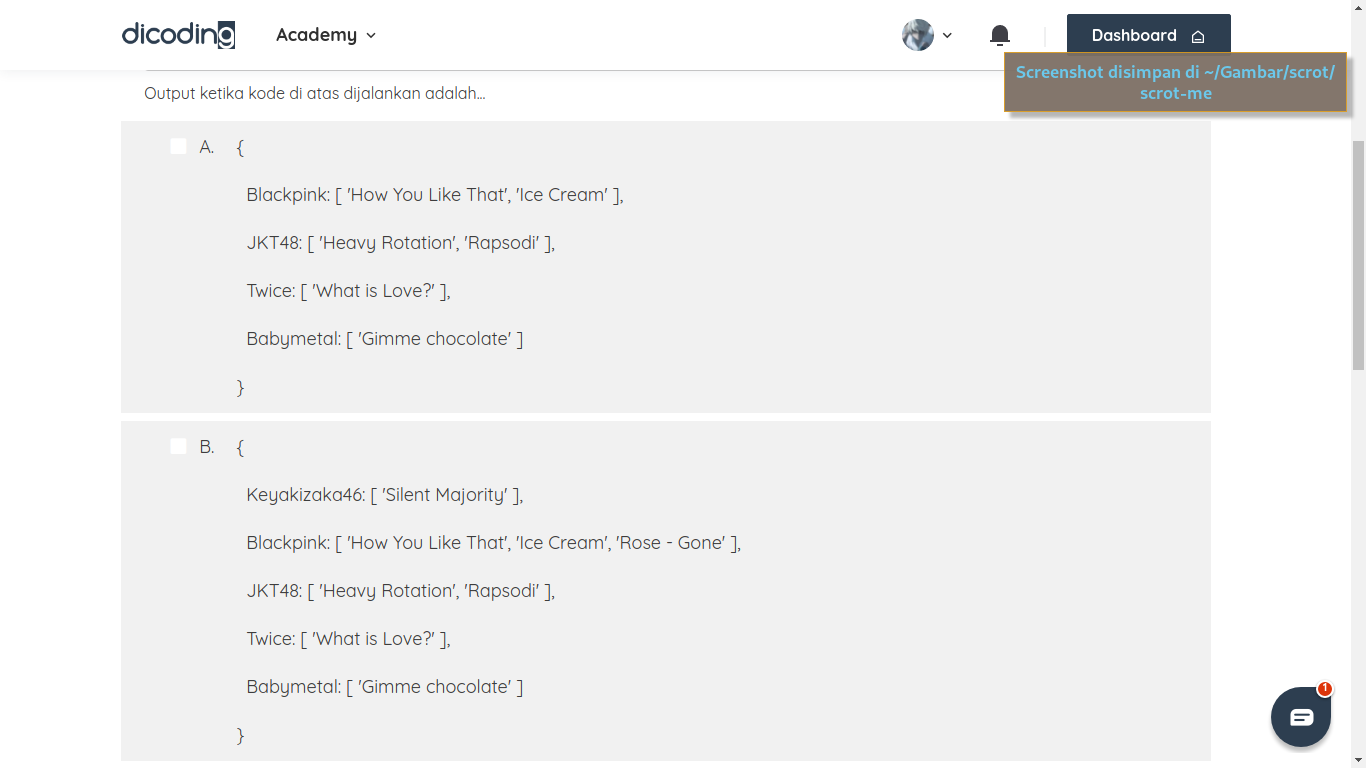 dicoding
Academy
Dashboard
Screenshot disimpan di ~/Gambar/scrot/
scrot-me
Output ketika kode di atas dijalankan adalah...
A. {
Blackpink: [ 'How You Like That', 'Ice Cream' ],
JKT48: [ 'Heavy Rotation', 'Rapsodi' ],
Twice: [ 'What is Love?' ],
Babymetal: [ 'Gimme chocolate' ]
}
B. {
Keyakizaka46: [ 'Silent Majority' ],
Blackpink: [ 'How You Like That', 'Ice Cream', 'Rose - Gone' ],
JKT48: [ 'Heavy Rotation', 'Rapsodi' ],
Twice: [ 'What is Love?' ],
Babymetal: [ 'Gimme chocolate' ]
}
1